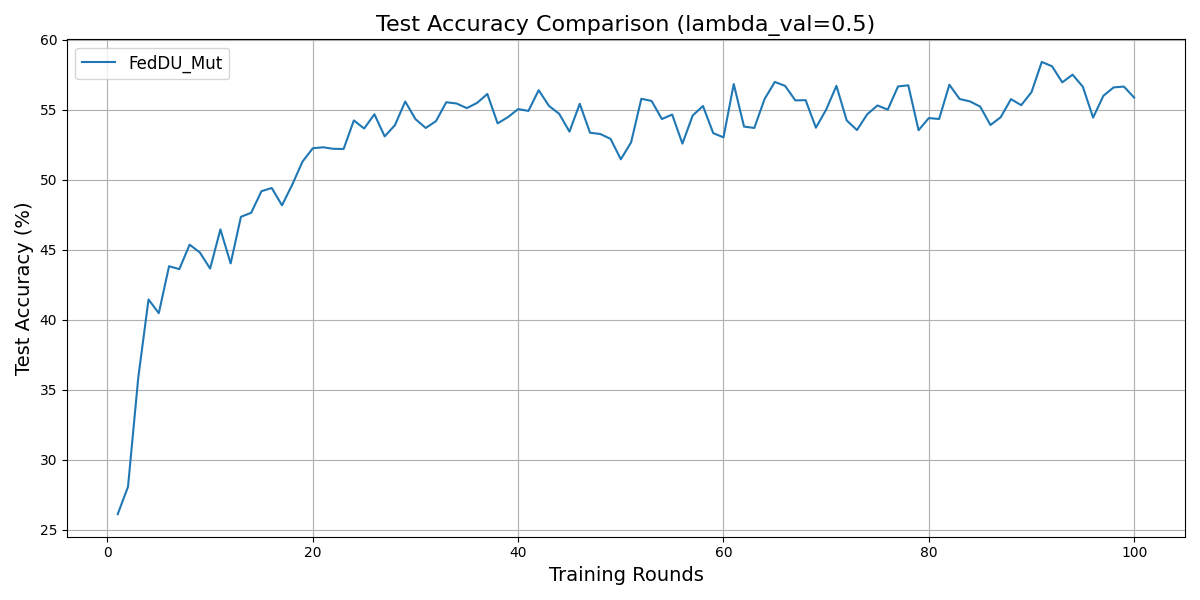 Test Accuracy Comparison (lambda_val=0.5)
FedDU_Mut
Test Accuracy (%)
60
55
50
45
40
35
30
25
0 20 40 60 80 100
Training Rounds